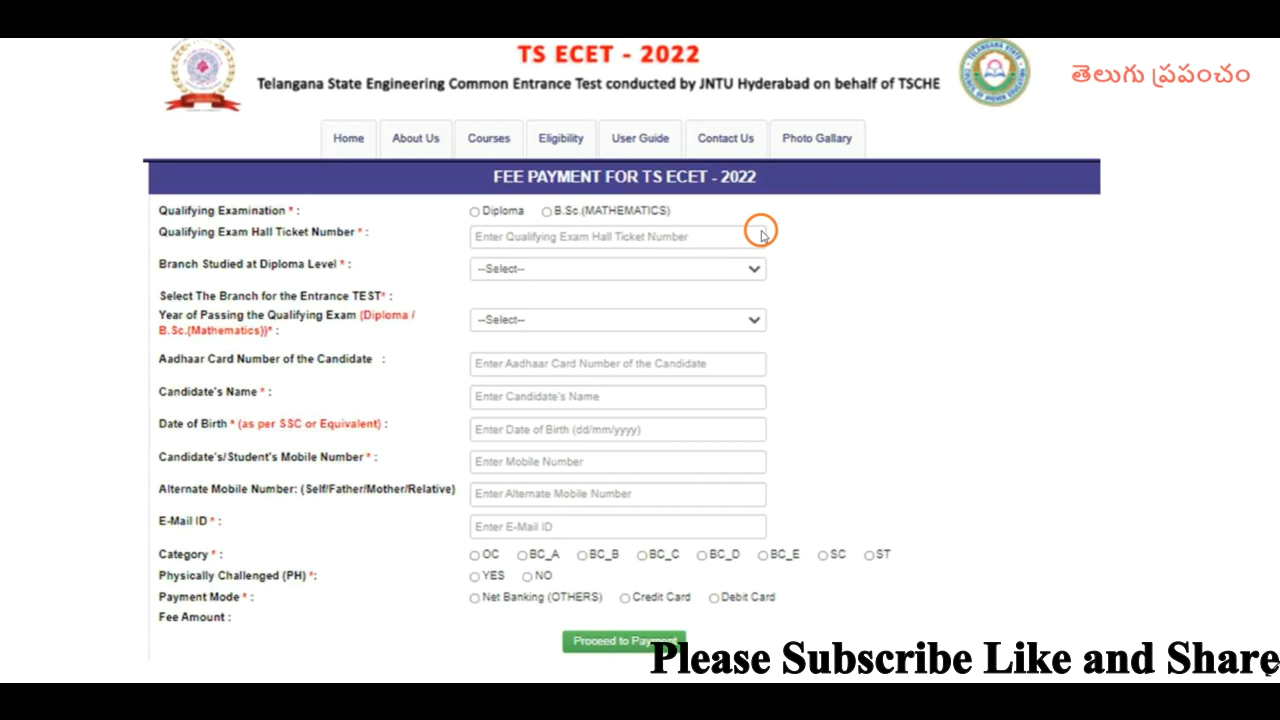 TS ECET - 2022
Telangana State Engineering Common Entrance Test conducted by JNTU Hyderabad on behalf of TSCHE
తెలుగు ప్రపంచం
Home About Us Courses Eligibility User Guide Contact Us Photo Gallary
FEE PAYMENT FOR TS ECET - 2022
Qualifying Examination * : Diploma B.Sc.(MATHEMATICS)
Qualifying Exam Hall Ticket Number * : Enter Qualifying Exam Hall Ticket Number
Branch Studied at Diploma Level * : --Select--
Select The Branch for the Entrance TEST* :
Year of Passing the Qualifying Exam (Diploma / --Select--
B.Sc.(Mathematics))* :
Aadhaar Card Number of the Candidate : Enter Aadhaar Card Number of the Candidate
Candidate's Name * : Enter Candidate's Name
Date of Birth * (as per SSC or Equivalent) : Enter Date of Birth (dd/mm/yyyy)
Candidate's/Student's Mobile Number * : Enter Mobile Number
Alternate Mobile Number: (Self/Father/Mother/Relative) Enter Alternate Mobile Number
E-Mail ID * : Enter E-Mail ID
Category * : OC BC_A BC_B BC_C BC_D BC_E SC ST
Physically Challenged (PH) *: YES NO
Payment Mode * : Net Banking (OTHERS) Credit Card Debit Card
Fee Amount :
Proceed to Payment
Please Subscribe Like and Share